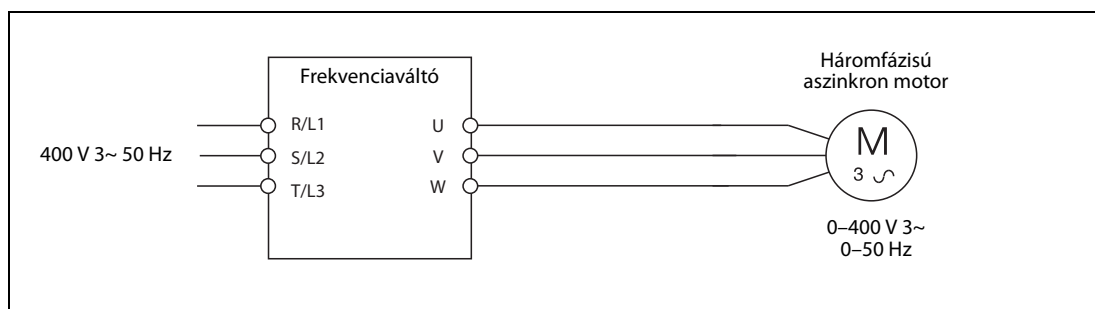 Frekvenciaváltó
Háromfázisú
aszinkron motor
400 V 3~ 50 Hz
R/L1
S/L2
T/L3
U
V
W
M
3 ~
0–400 V 3~
0–50 Hz